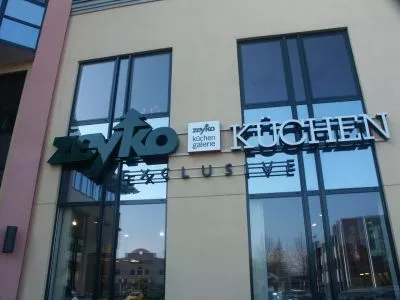 zeyko
zeyko
küchen
galerie
KÜCHEN
EXCLUSIVE